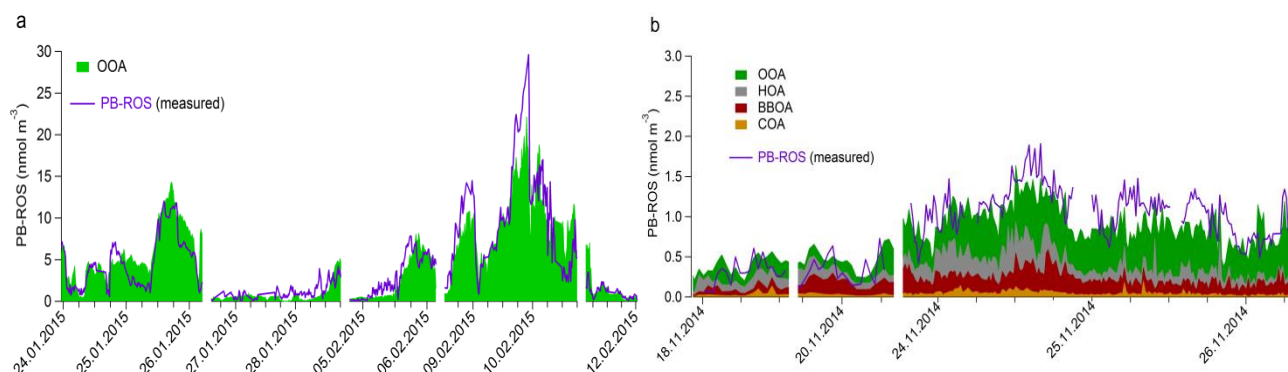 a
PB-ROS (nmol m⁻³)
30
25
20
15
10
5
0
OOA
PB-ROS (measured)
24.01.2015
25.01.2015
26.01.2015
27.01.2015
28.01.2015
05.02.2015
06.02.2015
09.02.2015
10.02.2015
12.02.2015
b
PB-ROS (nmol m⁻³)
3.0
2.5
2.0
1.5
1.0
0.5
0.0
OOA
HOA
BBOA
COA
PB-ROS (measured)
18.11.2014
20.11.2014
24.11.2014
25.11.2014
26.11.2014